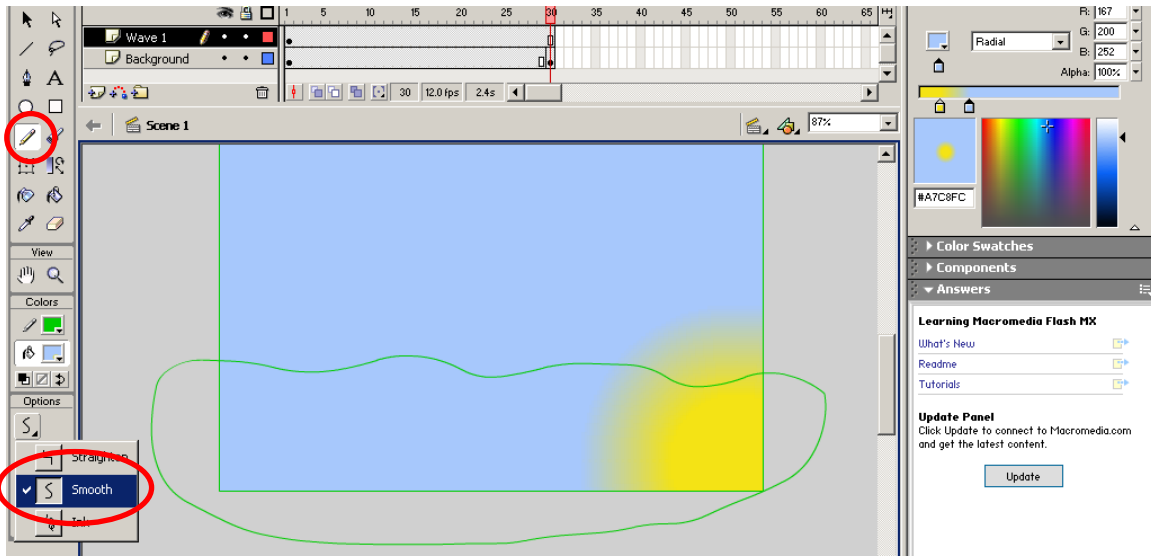 1 5 10 15 20 25 30 35 40 45 50 55 60 65
Wave 1
Background
30 12.0 fps 2.4s
Scene 1
87%
A
View
Colors
Options
Straighten
Smooth
Ink
R: 167
Radial
G: 200
B: 252
Alpha: 100%
#A7C8FC
Color Swatches
Components
Answers
Learning Macromedia Flash MX
What's New
Readme
Tutorials
Update Panel
Click Update to connect to Macromedia.com
and get the latest content.
Update